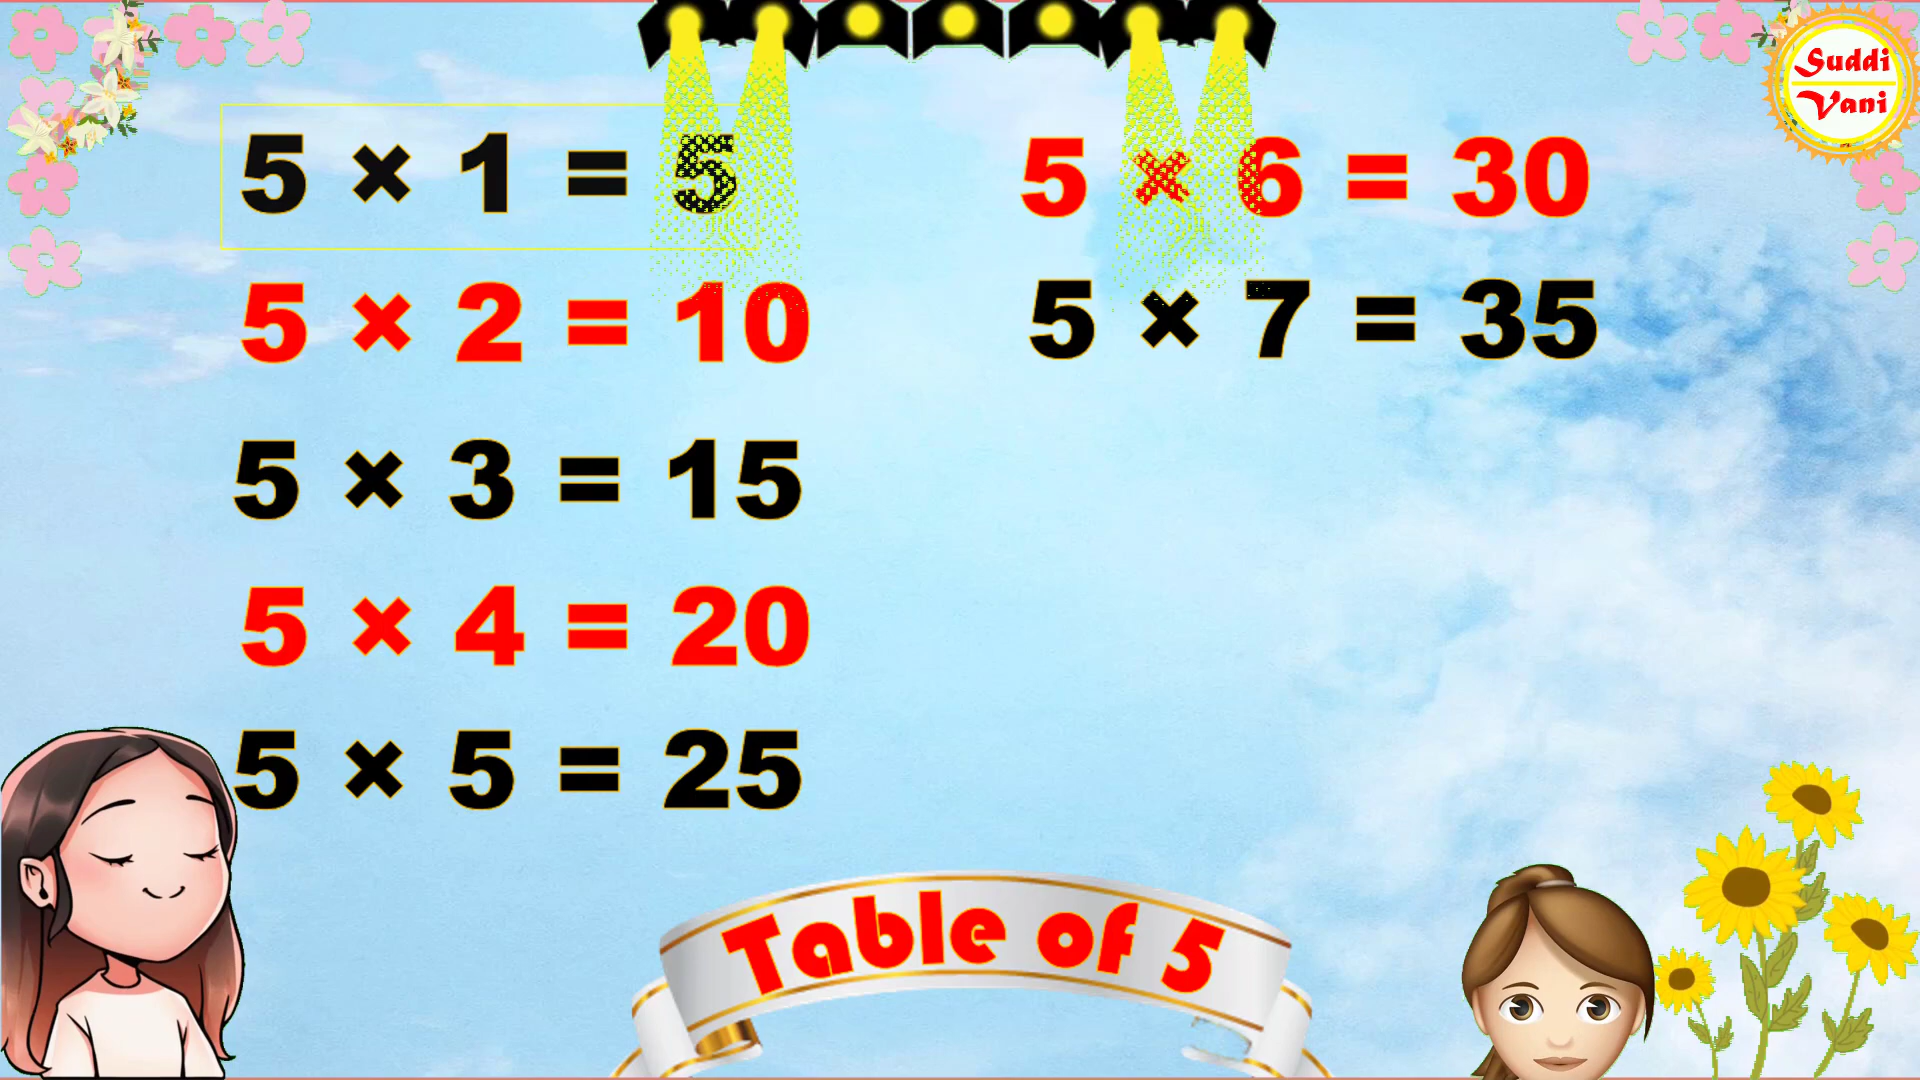 5 × 1 = 5
5 × 2 = 10
5 × 3 = 15
5 × 4 = 20
5 × 5 = 25
5 × 6 = 30
5 × 7 = 35
Suddi
Vani
Table of 5